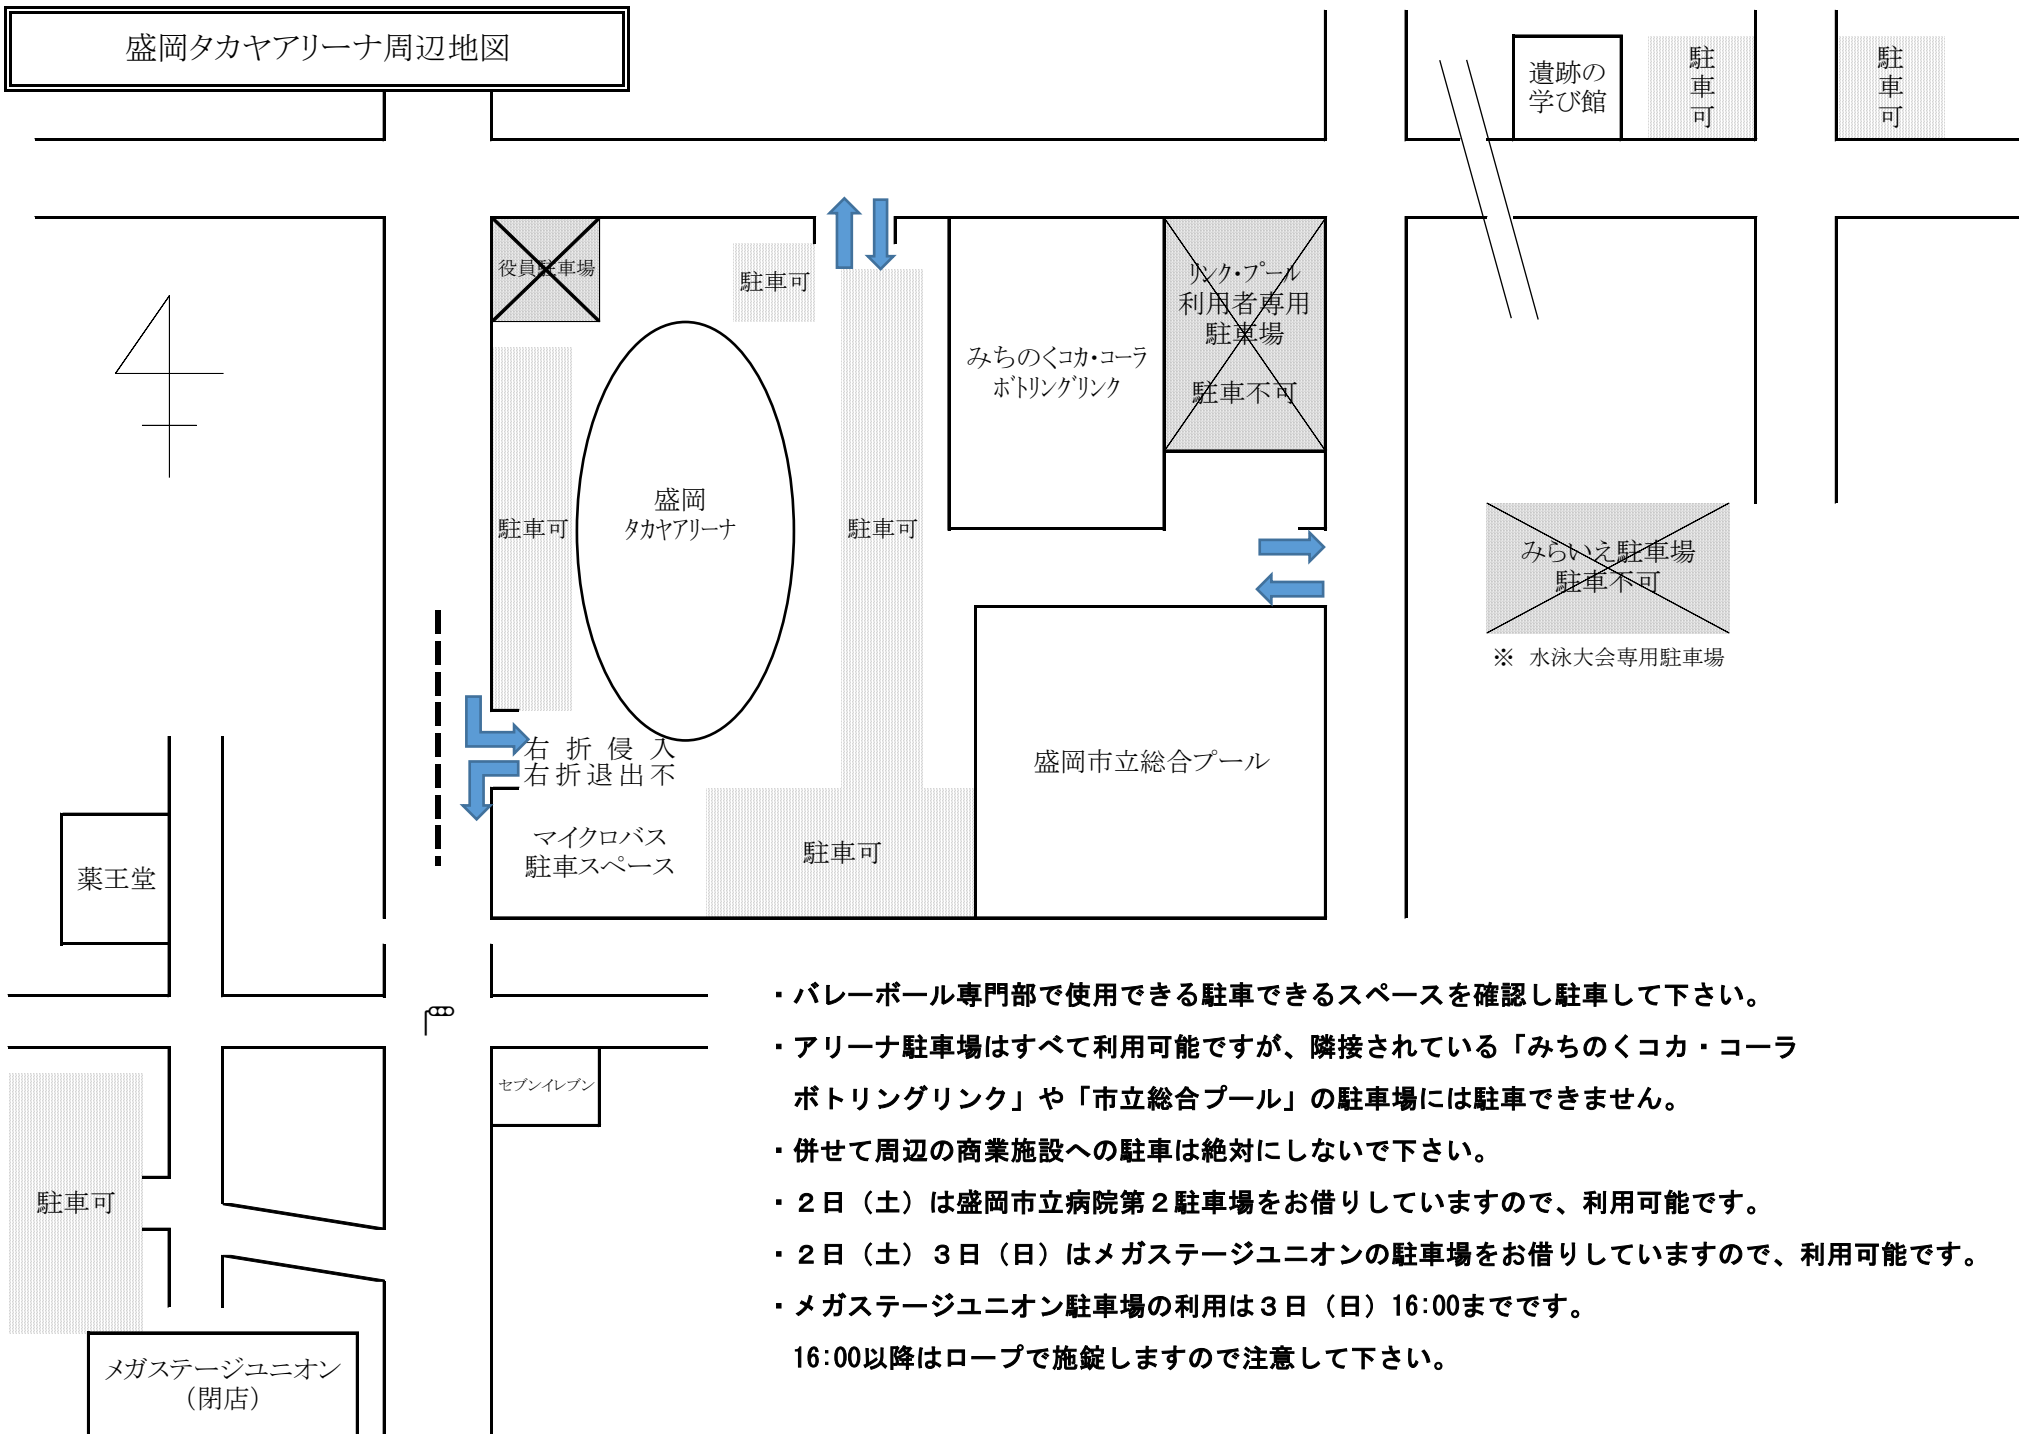 盛岡タカヤアリーナ周辺地図
遺跡の
学び館
駐車可
駐車可
役員駐車場
駐車可
リンク・プール
利用者専用
駐車場
駐車不可
みちのくコカ・コーラ
ボトリングリンク
盛岡
タカヤアリーナ
駐車可
駐車可
みらいえ駐車場
駐車不可
※ 水泳大会専用駐車場
右折侵入
右折退出不
盛岡市立総合プール
マイクロバス
駐車スペース
駐車可
薬王堂
セブンイレブン
駐車可
メガステージユニオン
（閉店）
・バレーボール専門部で使用できる駐車できるスペースを確認し駐車して下さい。
・アリーナ駐車場はすべて利用可能ですが、隣接されている「みちのくコカ・コーラ
ボトリングリンク」や「市立総合プール」の駐車場には駐車できません。
・併せて周辺の商業施設への駐車は絶対にしないで下さい。
・２日（土）は盛岡市立病院第２駐車場をお借りしていますので、利用可能です。
・２日（土）３日（日）はメガステージユニオンの駐車場をお借りしていますので、利用可能です。
・メガステージユニオン駐車場の利用は３日（日）16:00までです。
16:00以降はロープで施錠しますので注意して下さい。